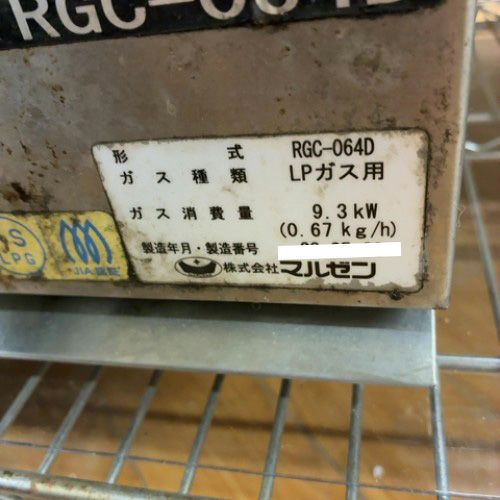 RGC-064D
形 式 RGC-064D
ガス種類 LPガス用
ガス消費量 9.3kW
(0.67kg/h)
製造年月・製造番号
S
LPG
JIA認証
株式会社マルゼン